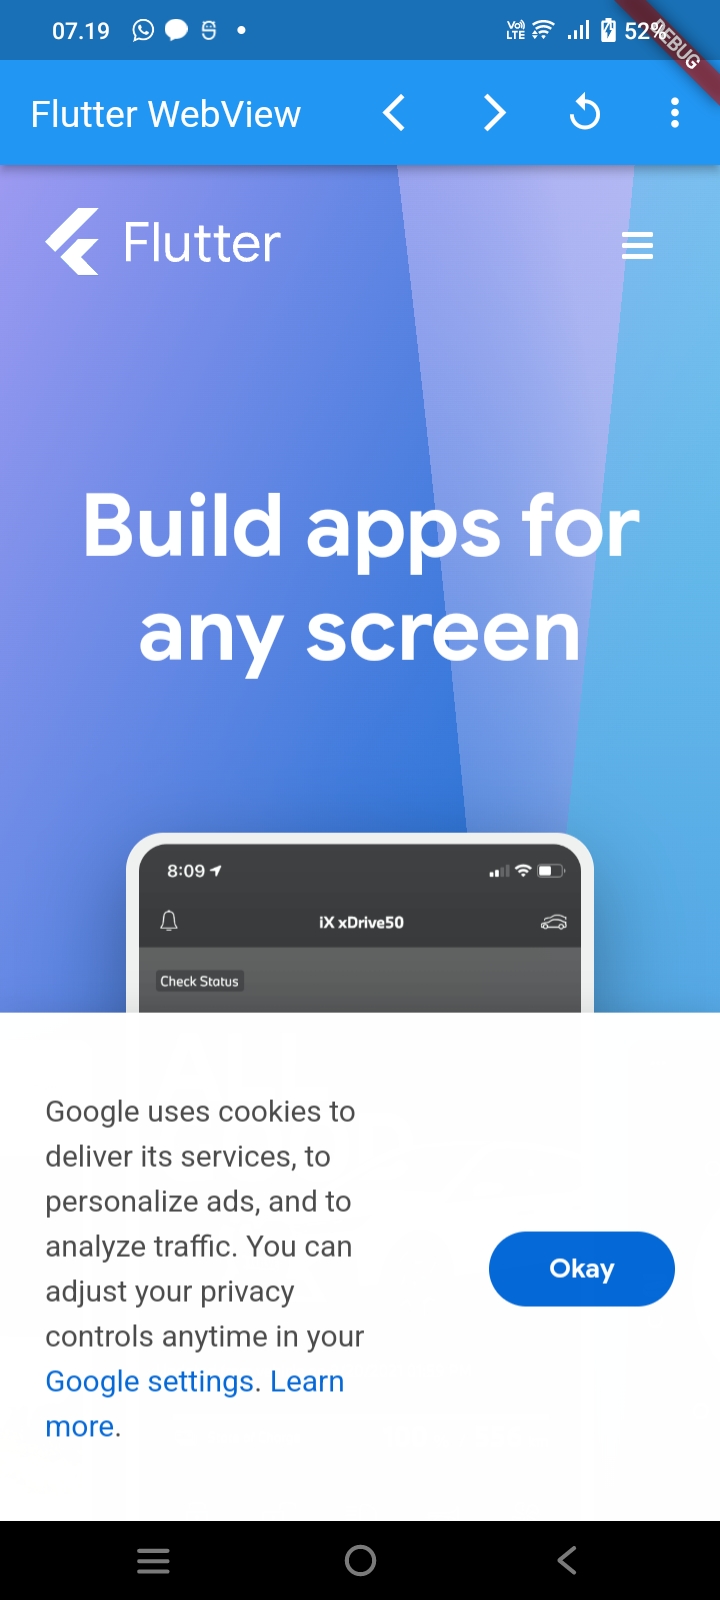 07.19
Vo) LTE
52%
DEBUG
Flutter WebView
Flutter
Build apps for
any screen
8:09
iX xDrive50
Check Status
Google uses cookies to
deliver its services, to
personalize ads, and to
analyze traffic. You can
adjust your privacy
controls anytime in your
Google settings. Learn
more.
Okay